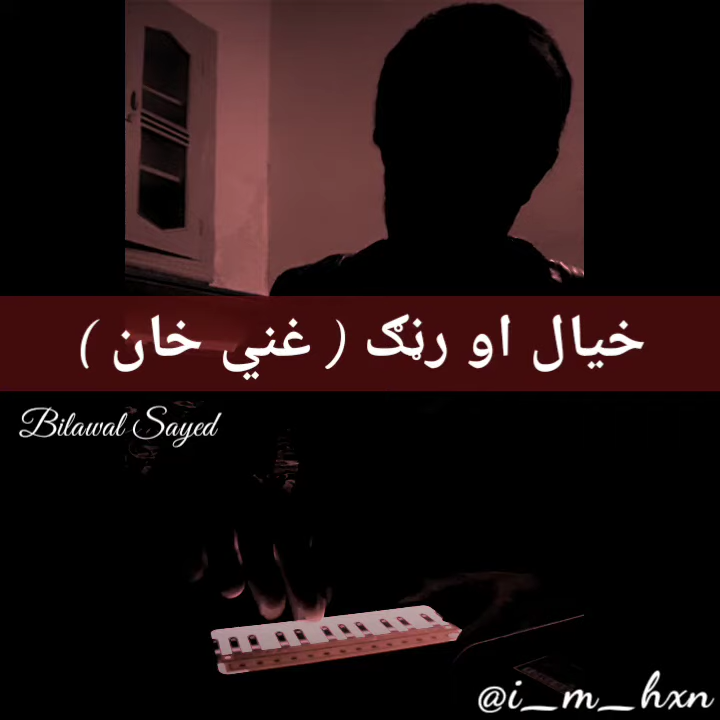 خيال او رنګ ( غني خان )
Bilawal Sayed
@i_m_hxn